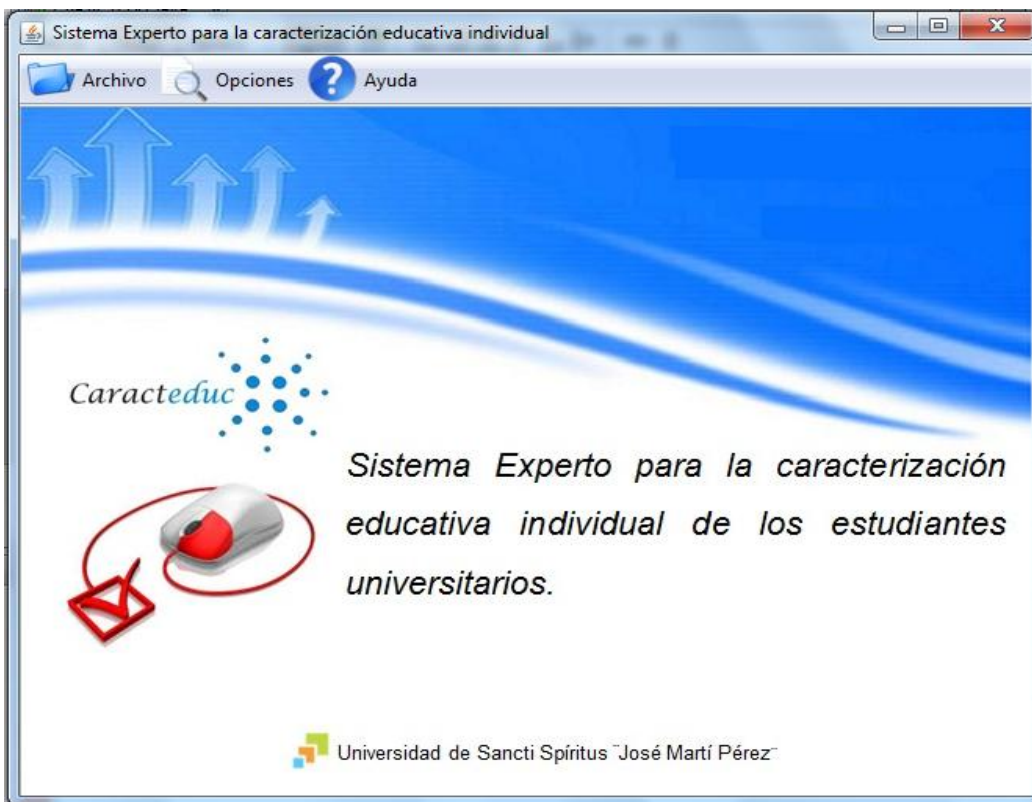 Sistema Experto para la caracterización educativa individual
Archivo Opciones Ayuda
Caracteduc
Sistema Experto para la caracterización
educativa individual de los estudiantes
universitarios.
Universidad de Sancti Spíritus ¨José Martí Pérez¨